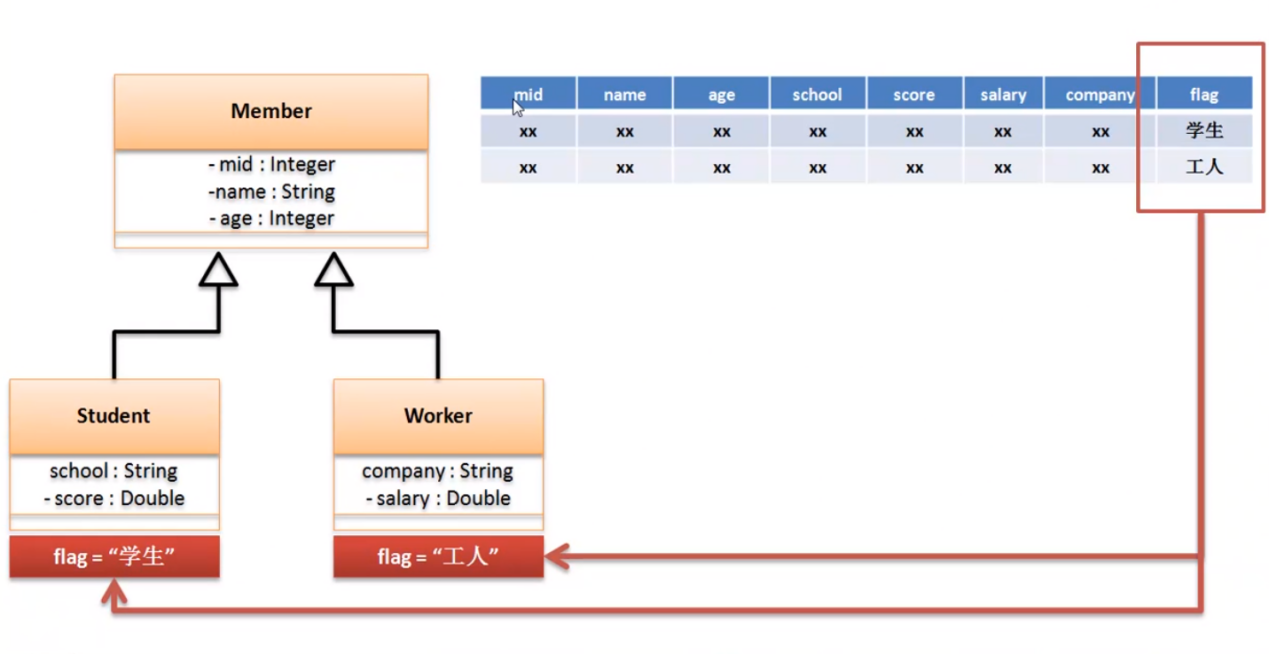 Member
- mid : Integer
-name : String
- age : Integer
mid name age school score salary company flag
xx xx xx xx xx xx xx 学生
xx xx xx xx xx xx xx 工人
Student
school : String
- score : Double
flag = “学生”
Worker
company : String
- salary : Double
flag = “工人”